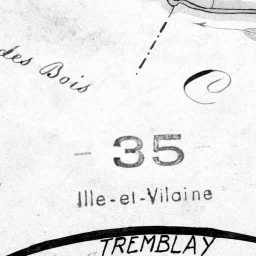 des Bois
C
- 35 -
Ille-et-Vilaine
TREMBLAY